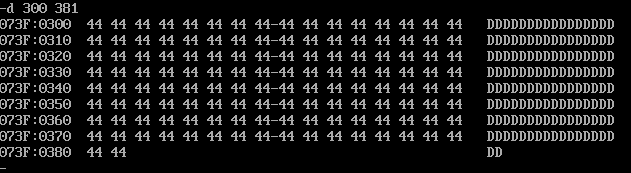 -d 300 381
073F:0300  44 44 44 44 44 44 44 44-44 44 44 44 44 44 44 44   DDDDDDDDDDDDDDDD
073F:0310  44 44 44 44 44 44 44 44-44 44 44 44 44 44 44 44   DDDDDDDDDDDDDDDD
073F:0320  44 44 44 44 44 44 44 44-44 44 44 44 44 44 44 44   DDDDDDDDDDDDDDDD
073F:0330  44 44 44 44 44 44 44 44-44 44 44 44 44 44 44 44   DDDDDDDDDDDDDDDD
073F:0340  44 44 44 44 44 44 44 44-44 44 44 44 44 44 44 44   DDDDDDDDDDDDDDDD
073F:0350  44 44 44 44 44 44 44 44-44 44 44 44 44 44 44 44   DDDDDDDDDDDDDDDD
073F:0360  44 44 44 44 44 44 44 44-44 44 44 44 44 44 44 44   DDDDDDDDDDDDDDDD
073F:0370  44 44 44 44 44 44 44 44-44 44 44 44 44 44 44 44   DDDDDDDDDDDDDDDD
073F:0380  44 44                                             DD
-